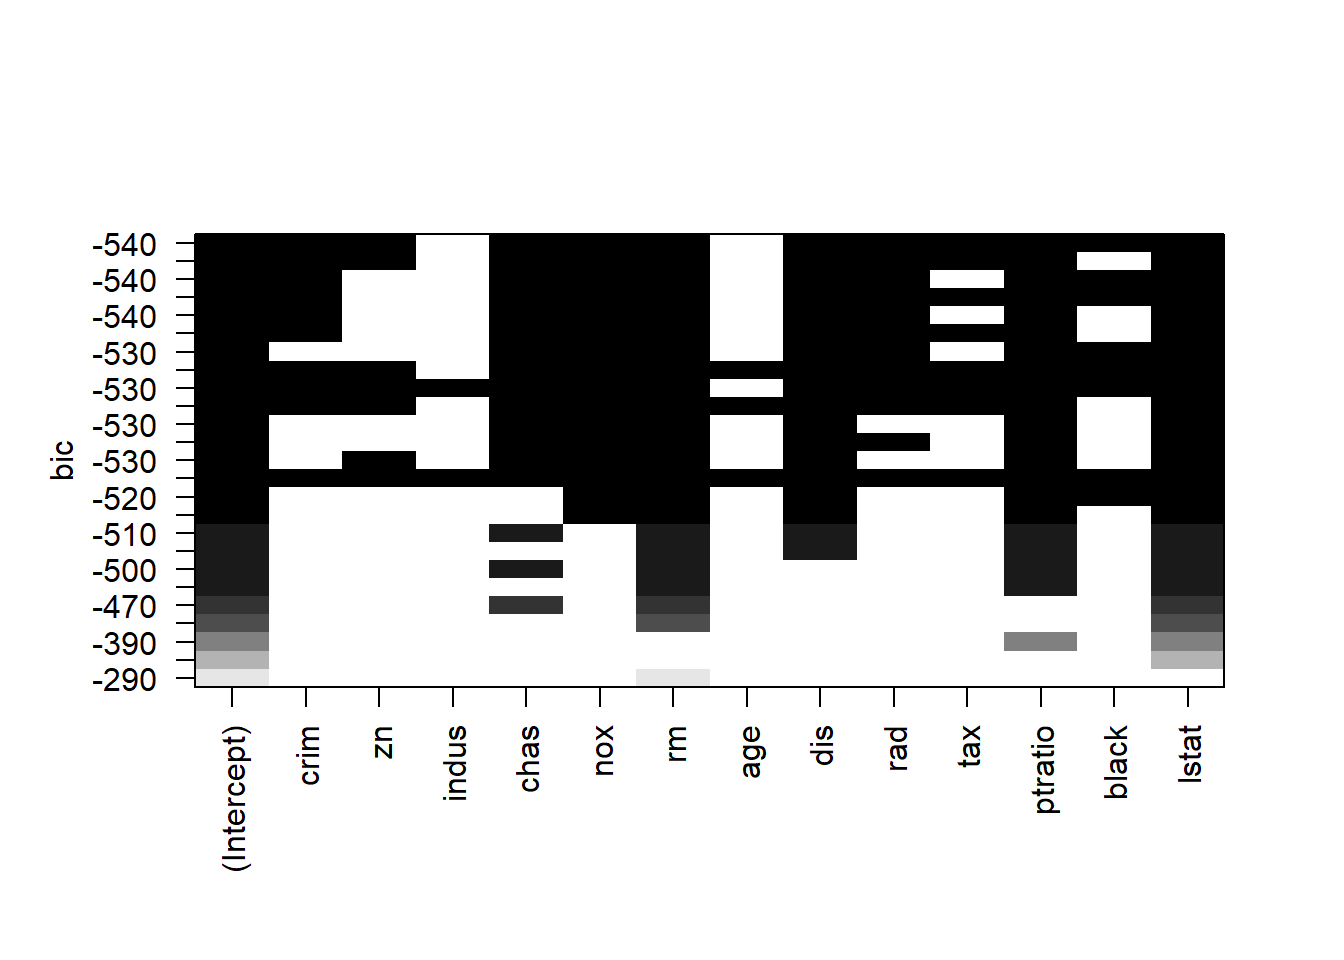 -540
-540
-540
-530
-530
-530
-530
-520
-510
-500
-470
-390
-290
bic
(Intercept)
crim
zn
indus
chas
nox
rm
age
dis
rad
tax
ptratio
black
lstat